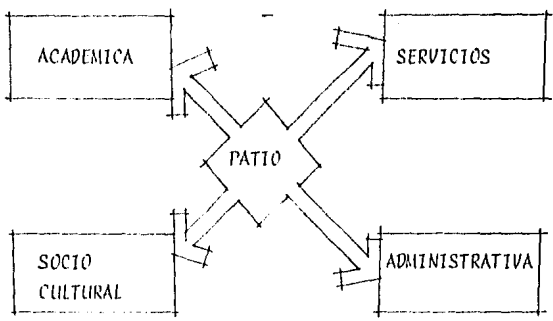 ACADEMICA
SERVICIOS
PATIO
SOCIO
CULTURAL
ADMINISTRATIVA